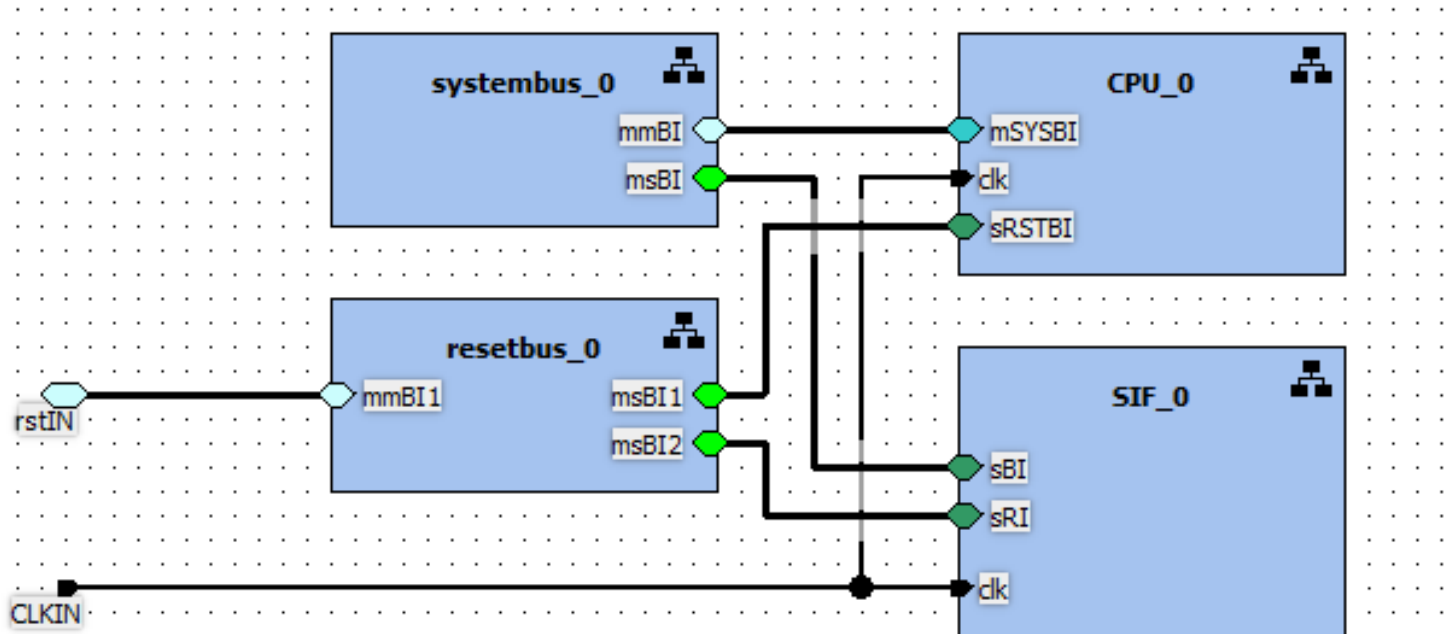 systembus_0
mmBI
msBI
CPU_0
mSYSBI
clk
sRSTBI
resetbus_0
mmBI1
msBI1
msBI2
rstIN
SIF_0
sBI
sRI
clk
CLKIN